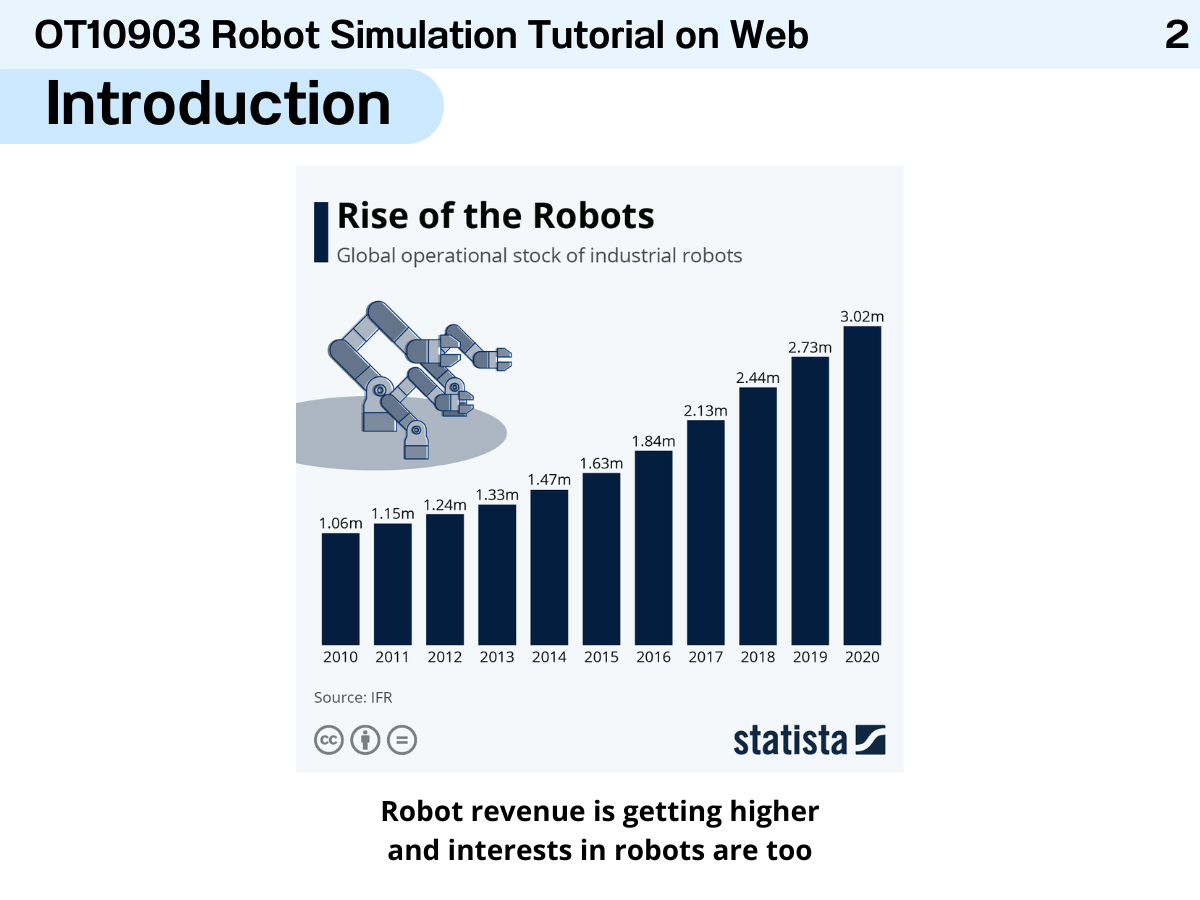 OT10903 Robot Simulation Tutorial on Web
2
Introduction
Rise of the Robots
Global operational stock of industrial robots
1.06m
1.15m
1.24m
1.33m
1.47m
1.63m
1.84m
2.13m
2.44m
2.73m
3.02m
2010 2011 2012 2013 2014 2015 2016 2017 2018 2019 2020
Source: IFR
cc
=
statista
Robot revenue is getting higher
and interests in robots are too